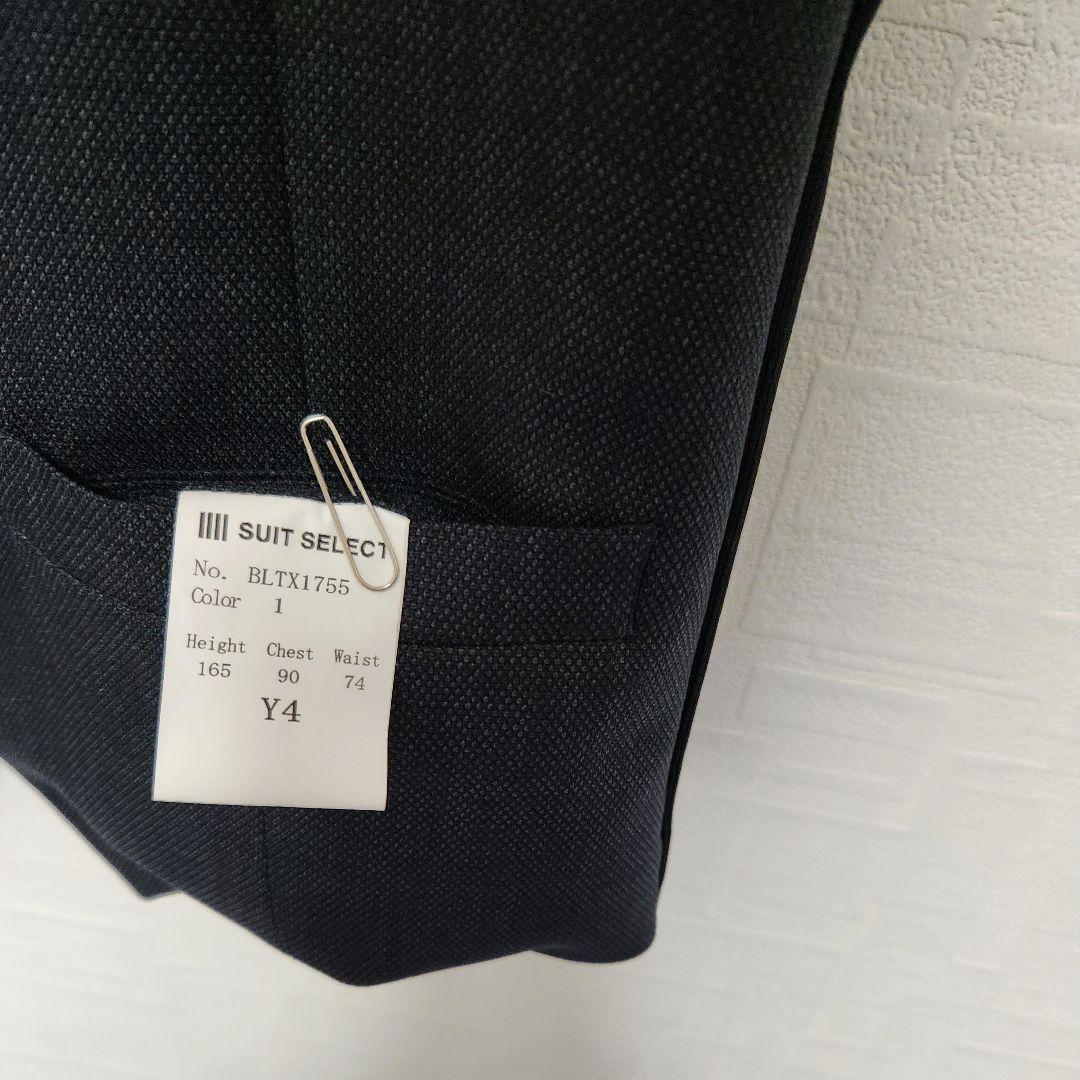 SUIT SELECT
No. BLTX1755
Color 1
Height Chest Waist
165 90 74
Y4